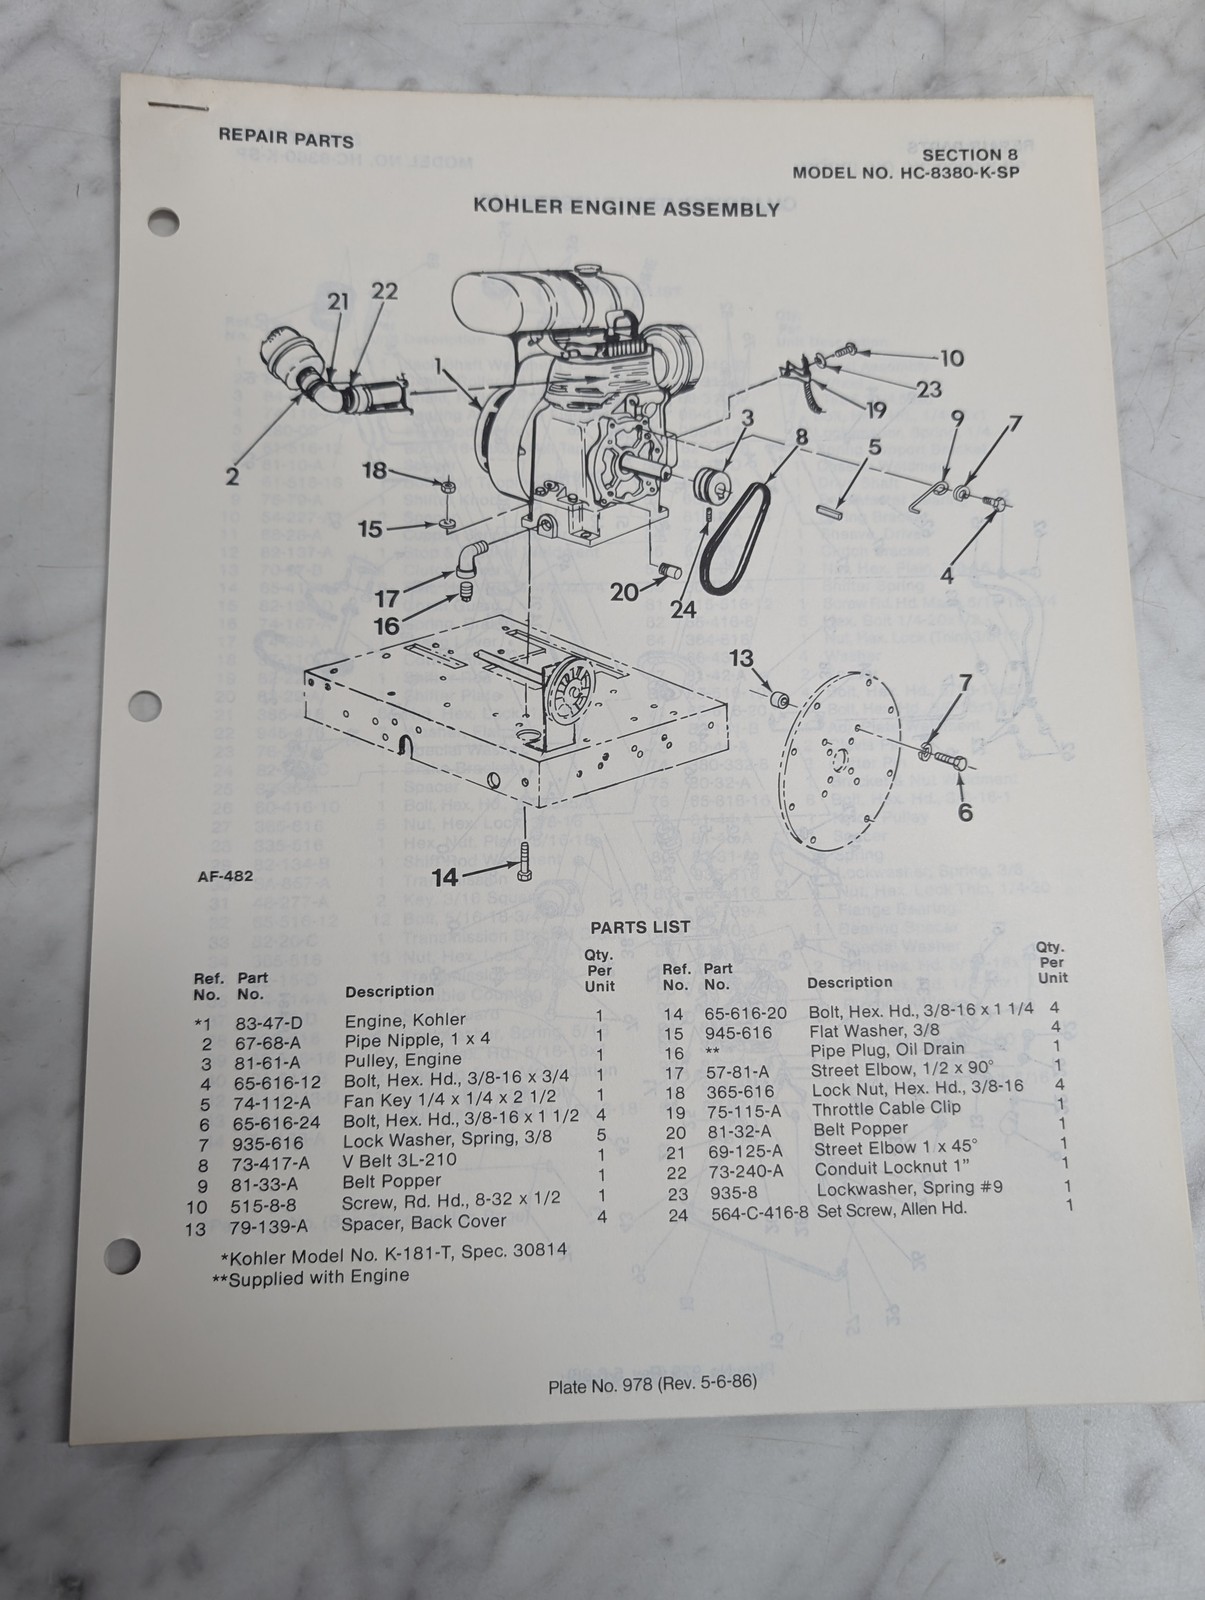 REPAIR PARTS
SECTION 8
MODEL NO. HC-8380-K-SP
KOHLER ENGINE ASSEMBLY
21
22
1
10
23
19
3
9
7
8
5
2
18
15
4
17
20
24
16
13
7
6
14
AF-482
PARTS LIST
Ref. No. Part No. Description Qty. Per Unit
*1 83-47-D Engine, Kohler 1
2 67-68-A Pipe Nipple, 1 x 4 1
3 81-61-A Pulley, Engine 1
4 65-616-12 Bolt, Hex. Hd., 3/8-16 x 3/4 1
5 74-112-A Fan Key 1/4 x 1/4 x 2 1/2 1
6 65-616-24 Bolt, Hex. Hd., 3/8-16 x 1 1/2 4
7 935-616 Lock Washer, Spring, 3/8 5
8 73-417-A V Belt 3L-210 1
9 81-33-A Belt Popper 1
10 515-8-8 Screw, Rd. Hd., 8-32 x 1/2 1
13 79-139-A Spacer, Back Cover 4
Ref. No. Part No. Description Qty. Per Unit
14 65-616-20 Bolt, Hex. Hd., 3/8-16 x 1 1/4 4
15 945-616 Flat Washer, 3/8 4
16 ** Pipe Plug, Oil Drain 1
17 57-81-A Street Elbow, 1/2 x 90° 1
18 365-616 Lock Nut, Hex. Hd., 3/8-16 4
19 75-115-A Throttle Cable Clip 1
20 81-32-A Belt Popper 1
21 69-125-A Street Elbow 1 x 45° 1
22 73-240-A Conduit Locknut 1" 1
23 935-8 Lockwasher, Spring #9 1
24 564-C-416-8 Set Screw, Allen Hd. 1
*Kohler Model No. K-181-T, Spec. 30814
**Supplied with Engine
Plate No. 978 (Rev. 5-6-86)